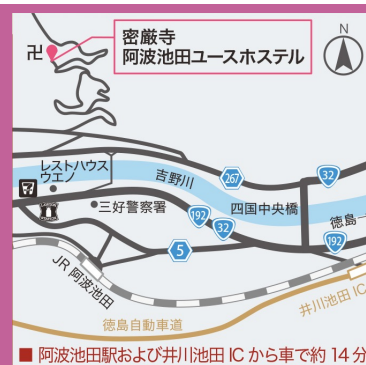 密厳寺
阿波池田ユースホステル
N
卍
レストハウス
ウエノ
吉野川
267
32
三好警察署
192
32
四国中央橋
徳島
192
5
JR 阿波池田
井川池田 IC
徳島自動車道
■ 阿波池田駅および井川池田 IC から車で約 14 分